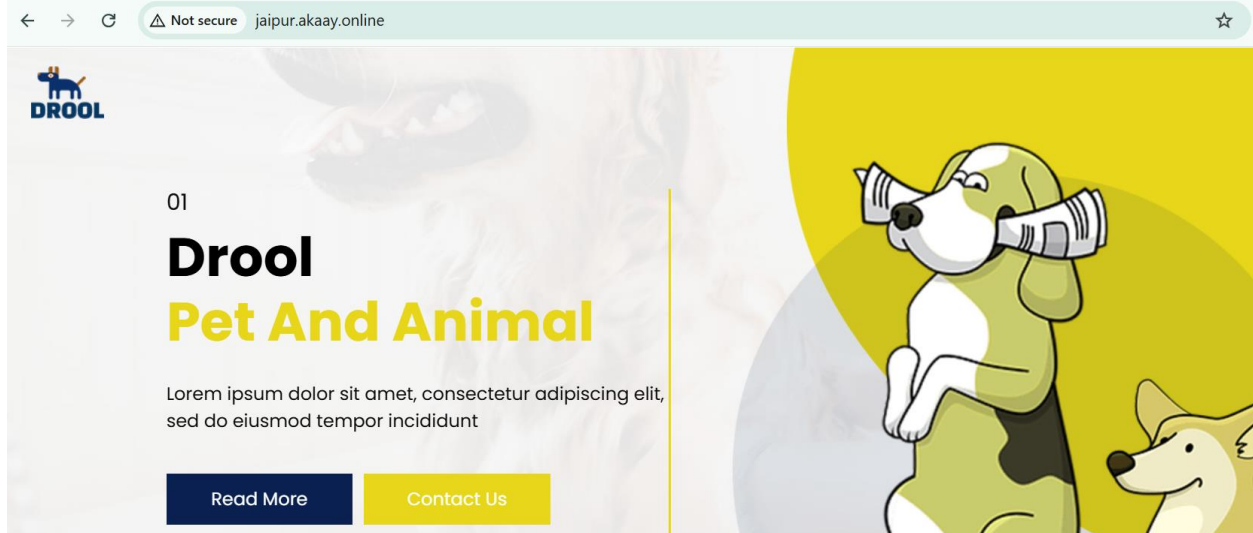 Not secure
jaipur.akaay.online
DROOL
01
Drool
Pet And Animal
Lorem ipsum dolor sit amet, consectetur adipiscing elit,
sed do eiusmod tempor incididunt
Read More
Contact Us